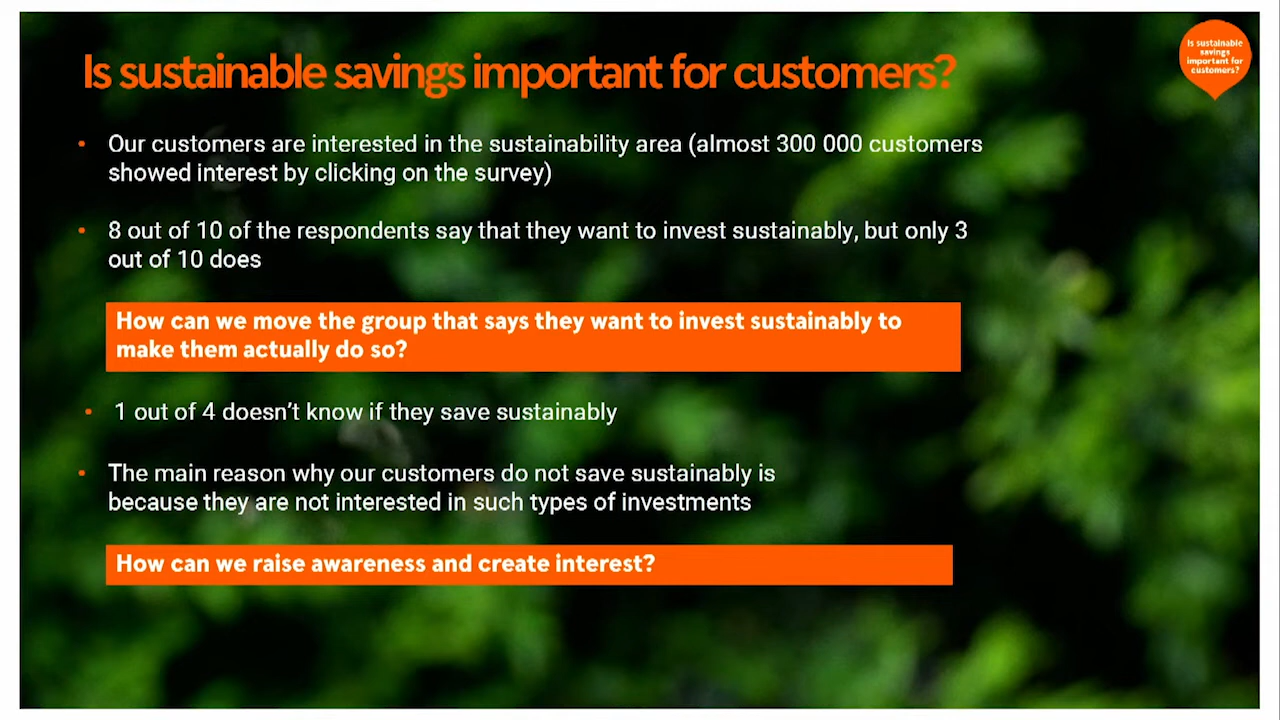 Is sustainable savings important for customers?
Is sustainable
savings
important for
customers?
• Our customers are interested in the sustainability area (almost 300 000 customers
showed interest by clicking on the survey)
• 8 out of 10 of the respondents say that they want to invest sustainably, but only 3
out of 10 does
How can we move the group that says they want to invest sustainably to
make them actually do so?
• 1 out of 4 doesn’t know if they save sustainably
• The main reason why our customers do not save sustainably is
because they are not interested in such types of investments
How can we raise awareness and create interest?